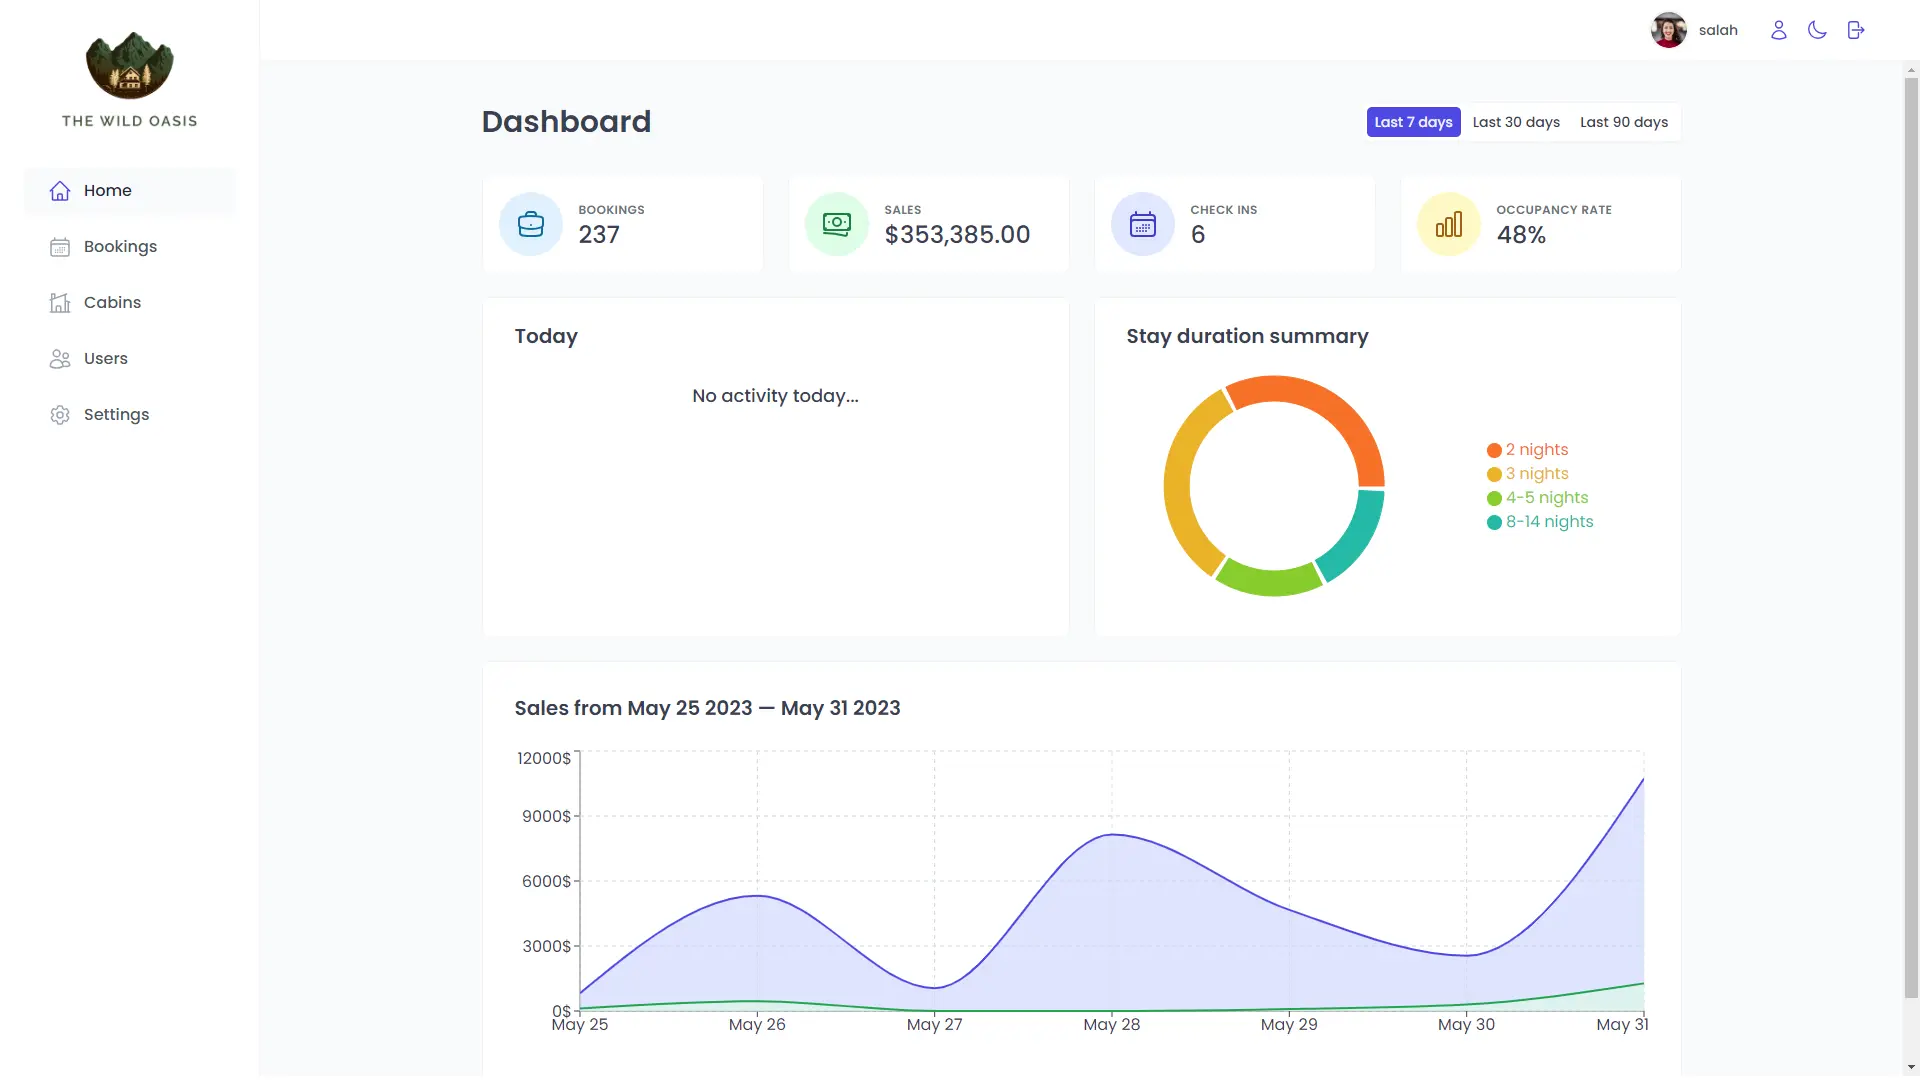 THE WILD OASIS
Home
Bookings
Cabins
Users
Settings
salah
Dashboard
Last 7 days
Last 30 days
Last 90 days
BOOKINGS
237
SALES
$353,385.00
CHECK INS
6
OCCUPANCY RATE
48%
Today
No activity today...
Stay duration summary
2 nights
3 nights
4-5 nights
8-14 nights
Sales from May 25 2023 — May 31 2023
12000$
9000$
6000$
3000$
0$
May 25
May 26
May 27
May 28
May 29
May 30
May 31